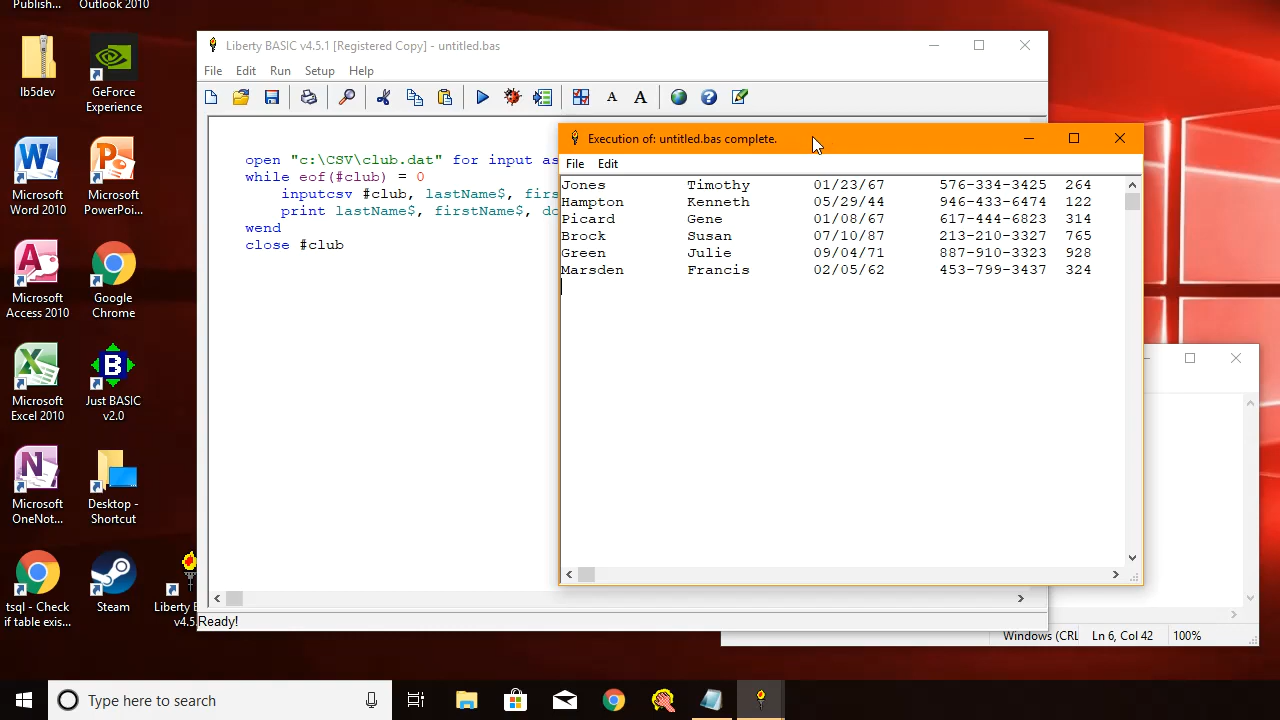 Publish...
Outlook 2010
lb5dev
GeForce
Experience
Microsoft
Word 2010
Microsoft
PowerPoi...
Microsoft
Access 2010
Google
Chrome
Microsoft
Excel 2010
Just BASIC
v2.0
Microsoft
OneNot...
Desktop -
Shortcut
tsql - Check
if table exis...
Steam
Liberty B
v4.5
Liberty BASIC v4.5.1 [Registered Copy] - untitled.bas
File Edit Run Setup Help
open "c:\CSV\club.dat" for input as
while eof(#club) = 0
inputcsv #club, lastName$, firs
print lastName$, firstName$, do
wend
close #club
Ready!
Execution of: untitled.bas complete.
File Edit
Jones Timothy 01/23/67 576-334-3425 264
Hampton Kenneth 05/29/44 946-433-6474 122
Picard Gene 01/08/67 617-444-6823 314
Brock Susan 07/10/87 213-210-3327 765
Green Julie 09/04/71 887-910-3323 928
Marsden Francis 02/05/62 453-799-3437 324
Windows (CRL Ln 6, Col 42 100%
Type here to search